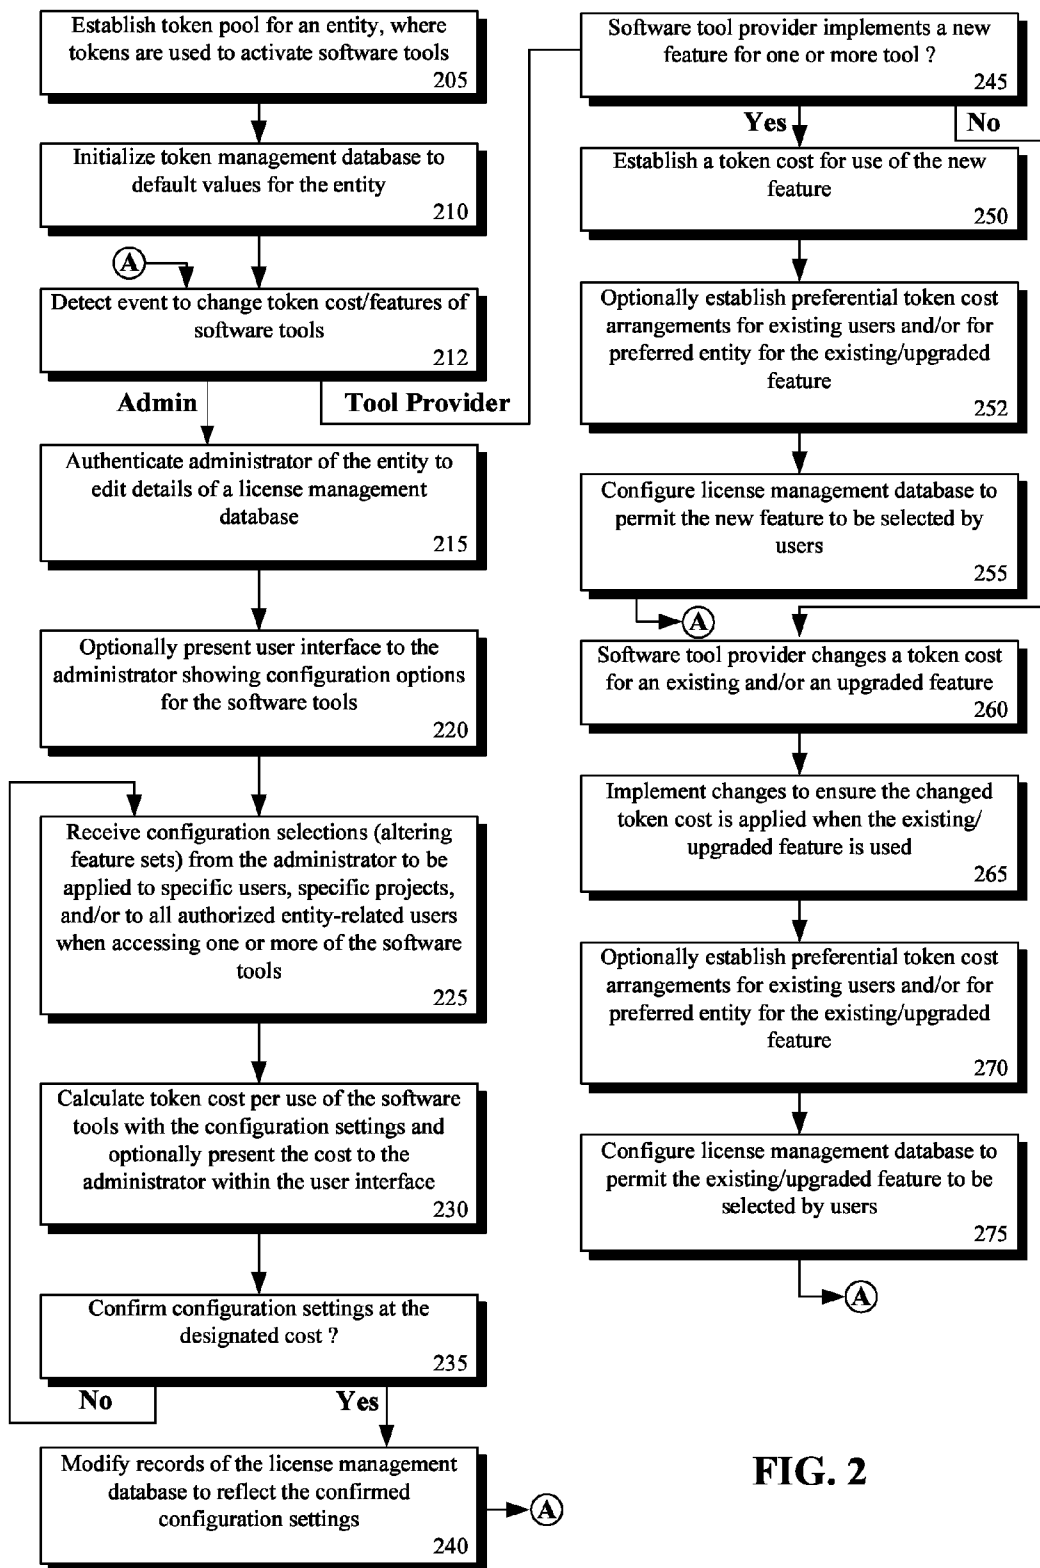 Establish token pool for an entity, where
tokens are used to activate software tools
205
Initialize token management database to
default values for the entity
210
A
Detect event to change token cost/features of
software tools
212
Admin
Tool Provider
Authenticate administrator of the entity to
edit details of a license management
database
215
Optionally present user interface to the
administrator showing configuration options
for the software tools
220
Receive configuration selections (altering
feature sets) from the administrator to be
applied to specific users, specific projects,
and/or to all authorized entity-related users
when accessing one or more of the software
tools
225
Calculate token cost per use of the software
tools with the configuration settings and
optionally present the cost to the
administrator within the user interface
230
Confirm configuration settings at the
designated cost ?
235
No
Yes
Modify records of the license management
database to reflect the confirmed
configuration settings
240
A
Software tool provider implements a new
feature for one or more tool ?
245
Yes
No
Establish a token cost for use of the new
feature
250
Optionally establish preferential token cost
arrangements for existing users and/or for
preferred entity for the existing/upgraded
feature
252
Configure license management database to
permit the new feature to be selected by
users
255
A
Software tool provider changes a token cost
for an existing and/or an upgraded feature
260
Implement changes to ensure the changed
token cost is applied when the existing/
upgraded feature is used
265
Optionally establish preferential token cost
arrangements for existing users and/or for
preferred entity for the existing/upgraded
feature
270
Configure license management database to
permit the existing/upgraded feature to be
selected by users
275
A
FIG. 2